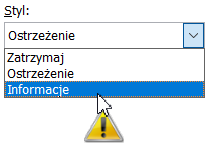 Styl:
Ostrzeżenie
Zatrzymaj
Ostrzeżenie
Informacje